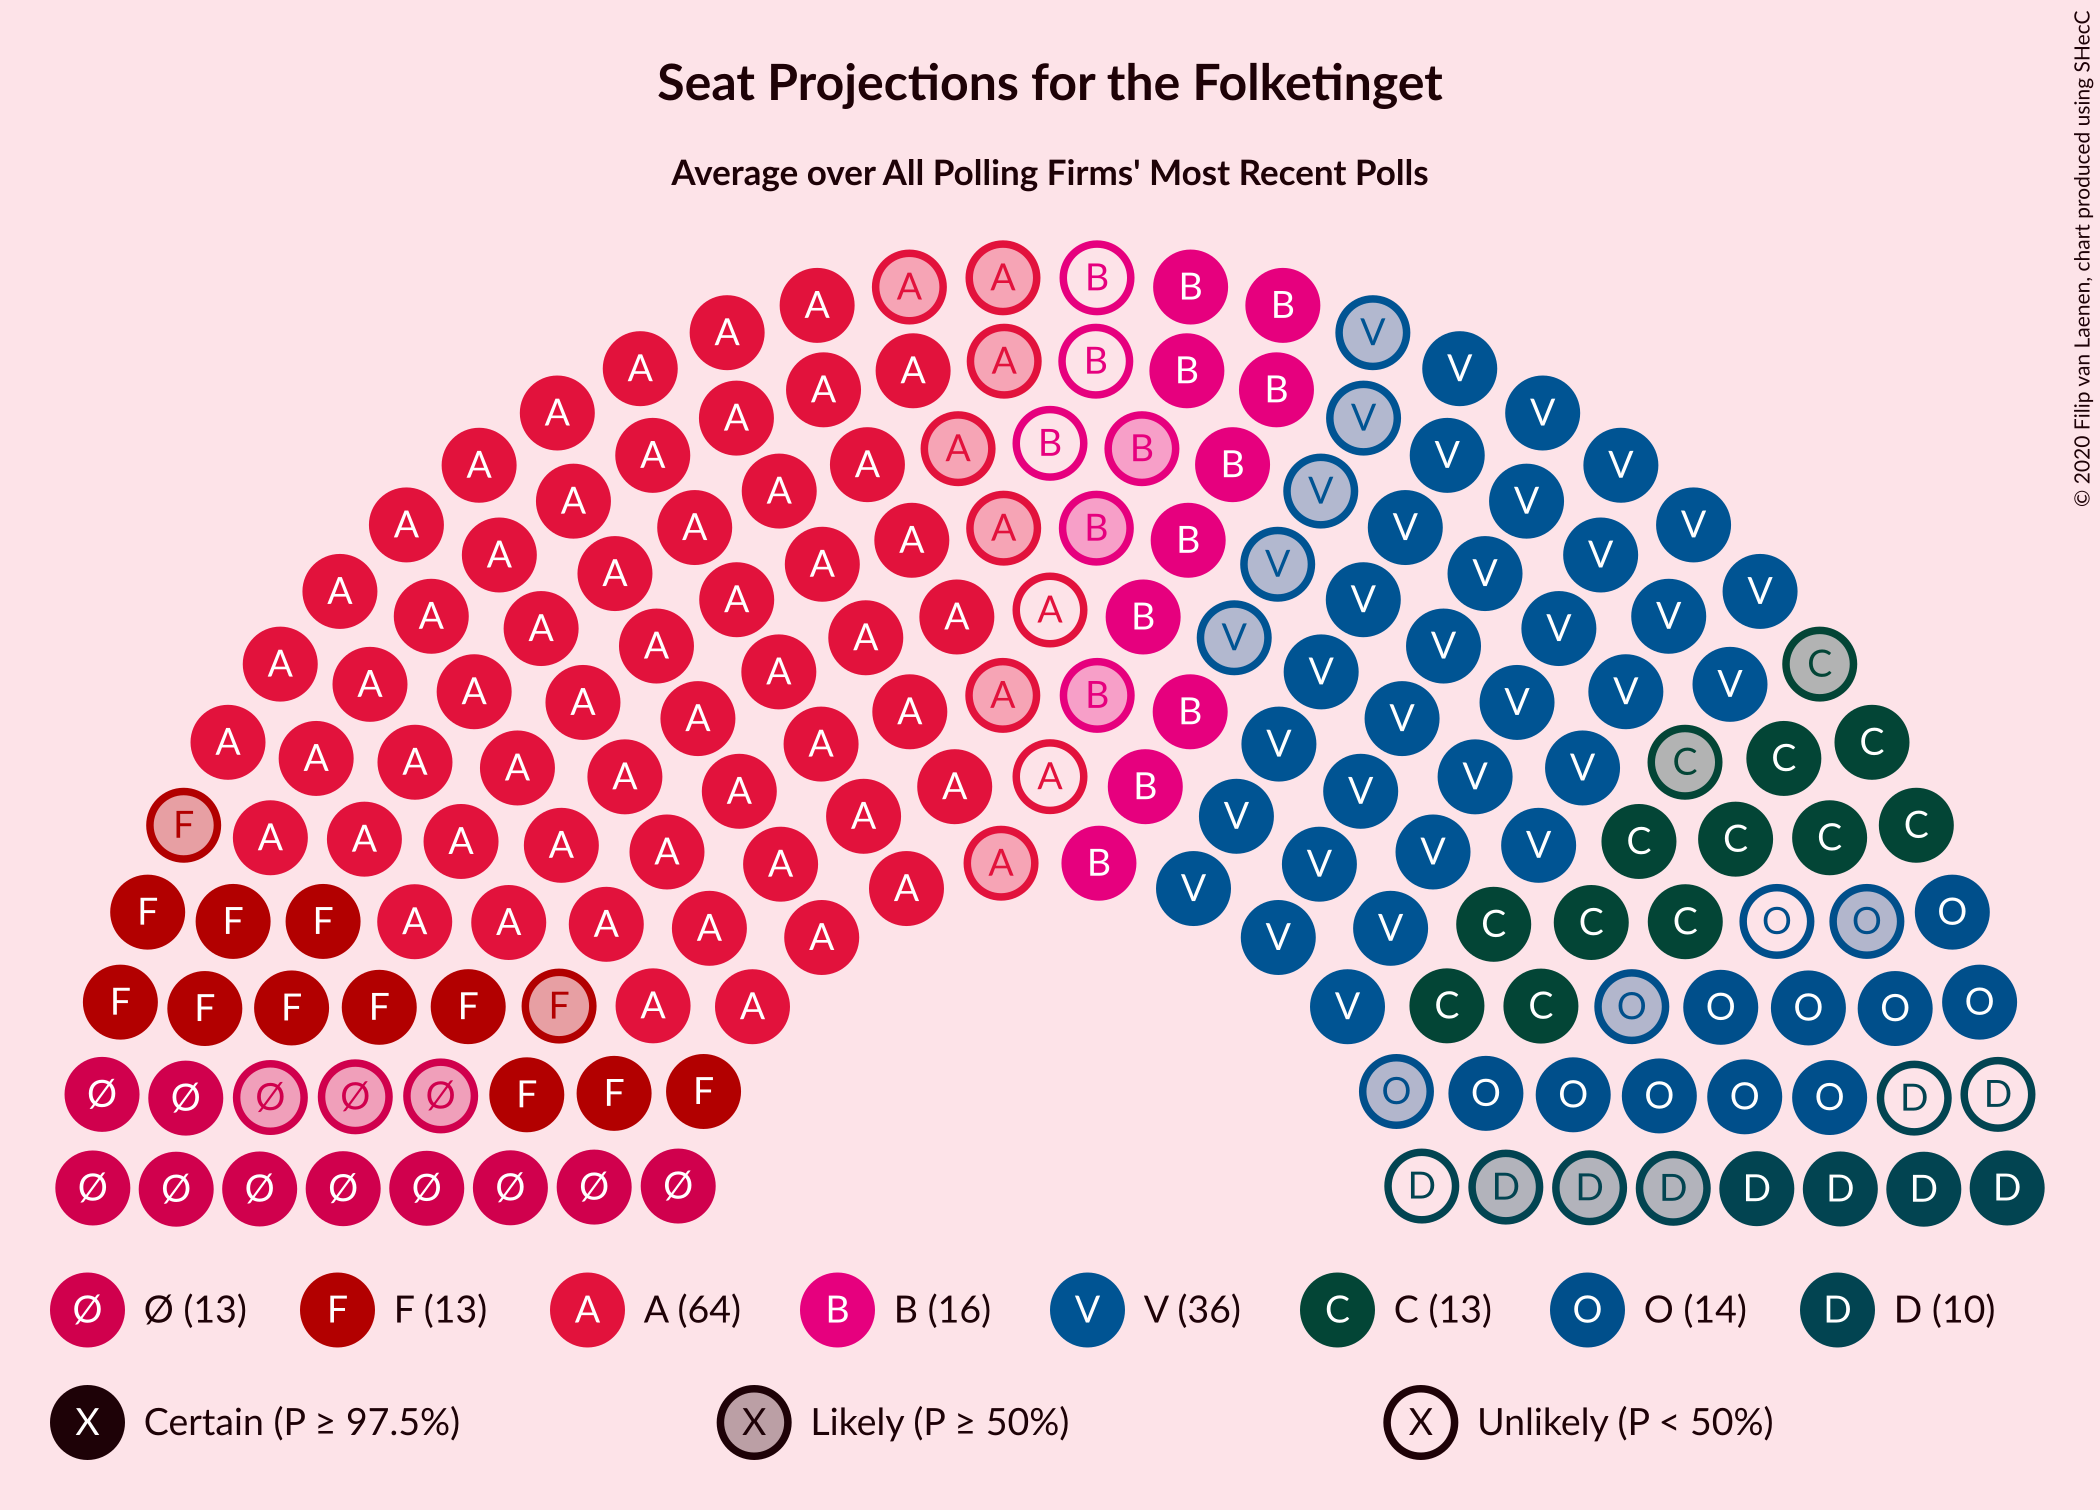 Seat Projections for the Folketinget
Average over All Polling Firms' Most Recent Polls
© 2020 Filip van Laenen, chart produced using SHecC
A A B B B
A V
A V
A A A B B B V V
A A V V
A A A B B B V V
A A A V V V
A A A A B B V V V V
A A A V V V
A A A A A B V V V V V
A A A A V V V C
A A A A A A B B V V V V V
A A A A V V V C C C
A A A A A A A B V V V V
F A A A A A A A A B V V V C C C C
F F F A A A A A A V V V C C C O O O
F F F F F F A A V C C O O O O O
Ø Ø Ø Ø Ø F F F O O O O O O D D
Ø Ø Ø Ø Ø Ø Ø Ø D D D D D D D D
Ø Ø (13) F F (13) A A (64) B B (16) V V (36) C C (13) O O (14) D D (10)
X Certain (P ≥ 97.5%) X Likely (P ≥ 50%) X Unlikely (P < 50%)